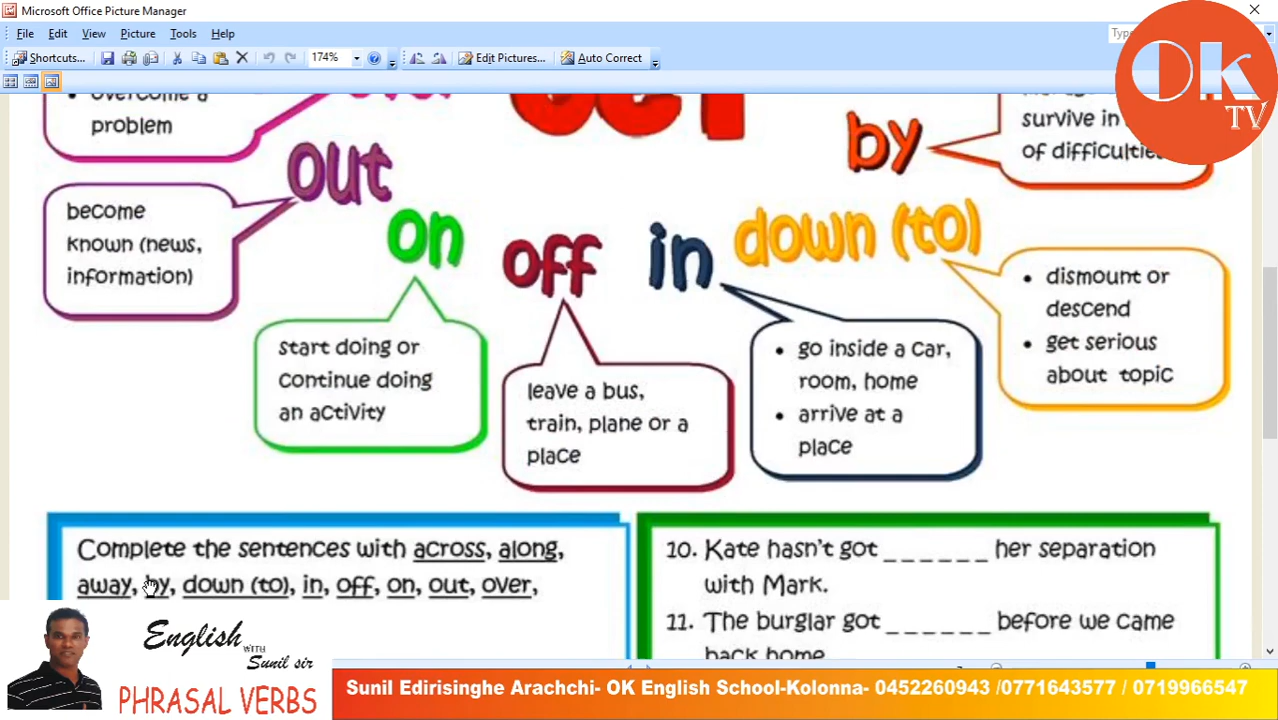 Microsoft Office Picture Manager
File Edit View Picture Tools Help
Shortcuts... 174% Edit Pictures... Auto Correct
Type
OK
TV
overcome a
problem
over
GET
by
survive in
of difficulties
out
become
known (news,
information)
on
off
in
down (to)
start doing or
continue doing
an activity
leave a bus,
train, plane or a
place
• go inside a car,
room, home
• arrive at a
place
• dismount or
descend
• get serious
about topic
Complete the sentences with across, along,
away, by, down (to), in, off, on, out, over,
10. Kate hasn't got _ _ _ _ _ _ her separation
with Mark.
11. The burglar got _ _ _ _ _ _ before we came
back home
English
WITH
Sunil sir
PHRASAL VERBS
Sunil Edirisinghe Arachchi- OK English School-Kolonna- 0452260943 /0771643577 / 0719966547